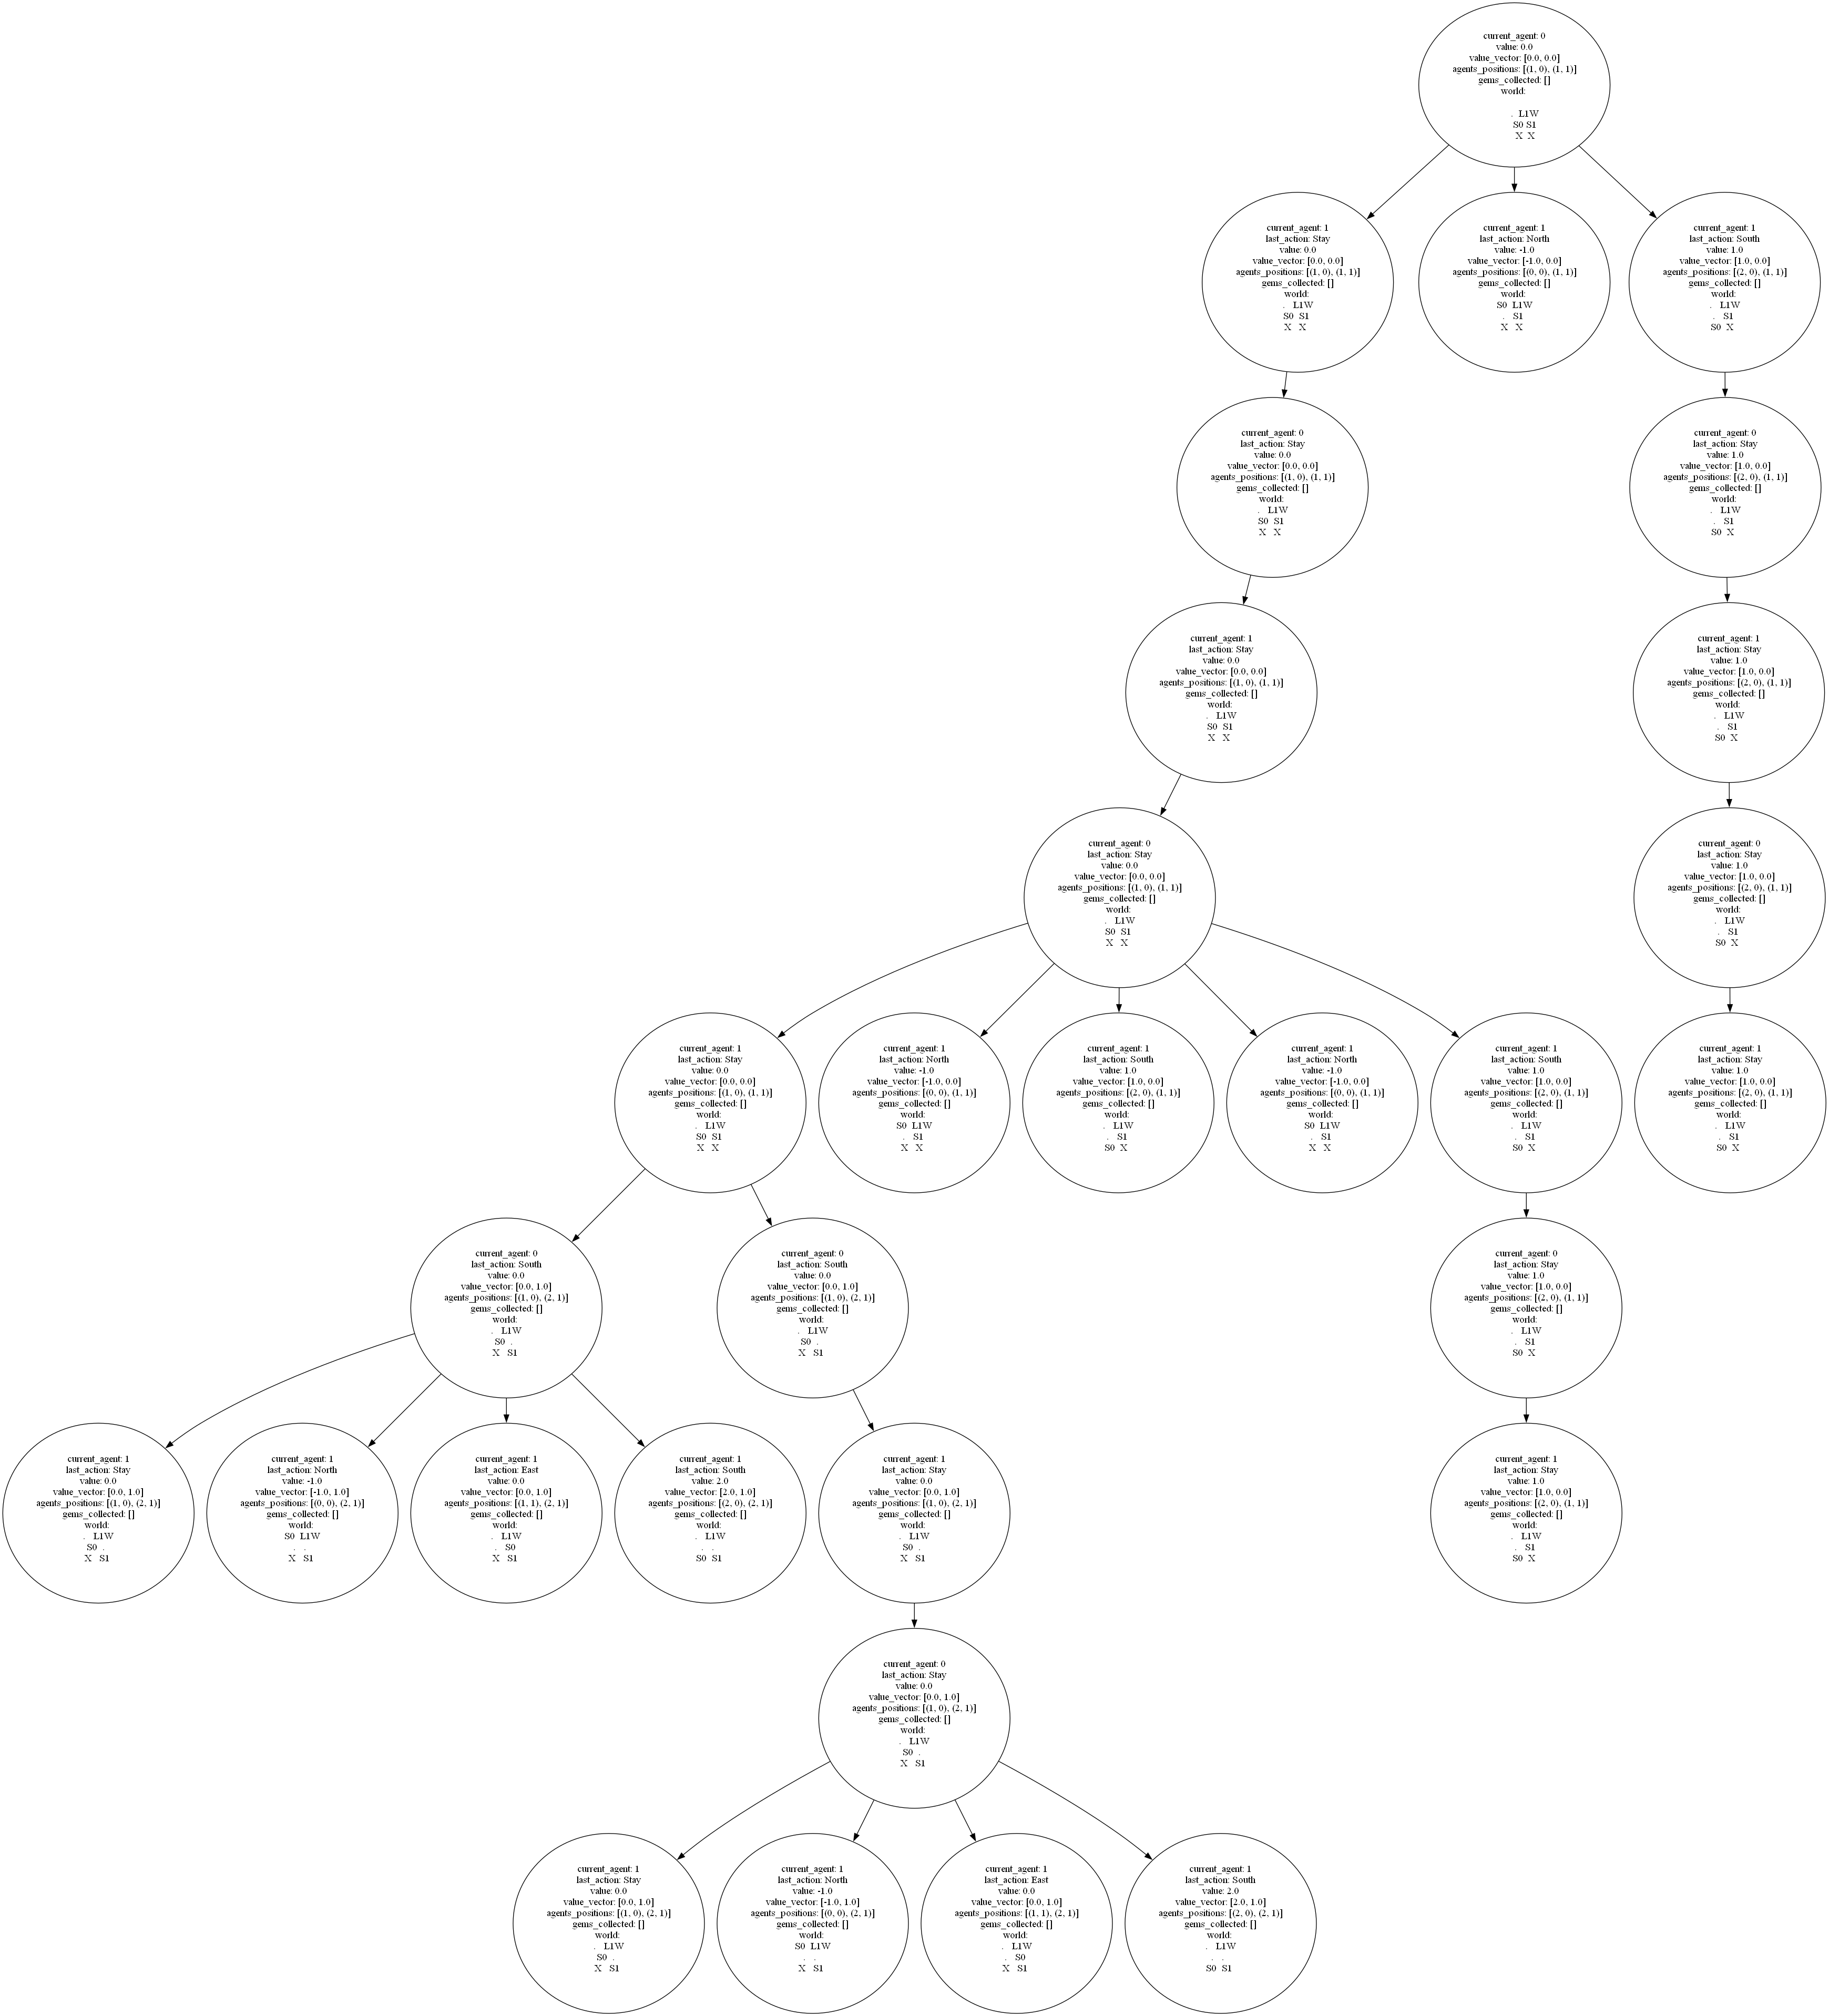 current_agent: 0
value: 0.0
value_vector: [0.0, 0.0]
agents_positions: [(1, 0), (1, 1)]
gems_collected: []
world:
. L1W
S0 S1
X X
current_agent: 1
last_action: Stay
value: 0.0
value_vector: [0.0, 0.0]
agents_positions: [(1, 0), (1, 1)]
gems_collected: []
world:
. L1W
S0 S1
X X
current_agent: 1
last_action: North
value: -1.0
value_vector: [-1.0, 0.0]
agents_positions: [(0, 0), (1, 1)]
gems_collected: []
world:
S0 L1W
. S1
X X
current_agent: 1
last_action: South
value: 1.0
value_vector: [1.0, 0.0]
agents_positions: [(2, 0), (1, 1)]
gems_collected: []
world:
. L1W
. S1
S0 X
current_agent: 0
last_action: Stay
value: 0.0
value_vector: [0.0, 0.0]
agents_positions: [(1, 0), (1, 1)]
gems_collected: []
world:
. L1W
S0 S1
X X
current_agent: 0
last_action: Stay
value: 1.0
value_vector: [1.0, 0.0]
agents_positions: [(2, 0), (1, 1)]
gems_collected: []
world:
. L1W
. S1
S0 X
current_agent: 1
last_action: Stay
value: 0.0
value_vector: [0.0, 0.0]
agents_positions: [(1, 0), (1, 1)]
gems_collected: []
world:
. L1W
S0 S1
X X
current_agent: 1
last_action: Stay
value: 1.0
value_vector: [1.0, 0.0]
agents_positions: [(2, 0), (1, 1)]
gems_collected: []
world:
. L1W
. S1
S0 X
current_agent: 0
last_action: Stay
value: 0.0
value_vector: [0.0, 0.0]
agents_positions: [(1, 0), (1, 1)]
gems_collected: []
world:
. L1W
S0 S1
X X
current_agent: 0
last_action: Stay
value: 1.0
value_vector: [1.0, 0.0]
agents_positions: [(2, 0), (1, 1)]
gems_collected: []
world:
. L1W
. S1
S0 X
current_agent: 1
last_action: Stay
value: 0.0
value_vector: [0.0, 0.0]
agents_positions: [(1, 0), (1, 1)]
gems_collected: []
world:
. L1W
S0 S1
X X
current_agent: 1
last_action: North
value: -1.0
value_vector: [-1.0, 0.0]
agents_positions: [(0, 0), (1, 1)]
gems_collected: []
world:
S0 L1W
. S1
X X
current_agent: 1
last_action: South
value: 1.0
value_vector: [1.0, 0.0]
agents_positions: [(2, 0), (1, 1)]
gems_collected: []
world:
. L1W
. S1
S0 X
current_agent: 1
last_action: North
value: -1.0
value_vector: [-1.0, 0.0]
agents_positions: [(0, 0), (1, 1)]
gems_collected: []
world:
S0 L1W
. S1
X X
current_agent: 1
last_action: South
value: 1.0
value_vector: [1.0, 0.0]
agents_positions: [(2, 0), (1, 1)]
gems_collected: []
world:
. L1W
. S1
S0 X
current_agent: 1
last_action: Stay
value: 1.0
value_vector: [1.0, 0.0]
agents_positions: [(2, 0), (1, 1)]
gems_collected: []
world:
. L1W
. S1
S0 X
current_agent: 0
last_action: South
value: 0.0
value_vector: [0.0, 1.0]
agents_positions: [(1, 0), (2, 1)]
gems_collected: []
world:
. L1W
S0 .
X S1
current_agent: 0
last_action: South
value: 0.0
value_vector: [0.0, 1.0]
agents_positions: [(1, 0), (2, 1)]
gems_collected: []
world:
. L1W
S0 .
X S1
current_agent: 0
last_action: Stay
value: 1.0
value_vector: [1.0, 0.0]
agents_positions: [(2, 0), (1, 1)]
gems_collected: []
world:
. L1W
. S1
S0 X
current_agent: 1
last_action: Stay
value: 0.0
value_vector: [0.0, 1.0]
agents_positions: [(1, 0), (2, 1)]
gems_collected: []
world:
. L1W
S0 .
X S1
current_agent: 1
last_action: North
value: -1.0
value_vector: [-1.0, 1.0]
agents_positions: [(0, 0), (2, 1)]
gems_collected: []
world:
S0 L1W
. .
X S1
current_agent: 1
last_action: East
value: 0.0
value_vector: [0.0, 1.0]
agents_positions: [(1, 1), (2, 1)]
gems_collected: []
world:
. L1W
. S0
X S1
current_agent: 1
last_action: South
value: 2.0
value_vector: [2.0, 1.0]
agents_positions: [(2, 0), (2, 1)]
gems_collected: []
world:
. L1W
. .
S0 S1
current_agent: 1
last_action: Stay
value: 0.0
value_vector: [0.0, 1.0]
agents_positions: [(1, 0), (2, 1)]
gems_collected: []
world:
. L1W
S0 .
X S1
current_agent: 1
last_action: Stay
value: 1.0
value_vector: [1.0, 0.0]
agents_positions: [(2, 0), (1, 1)]
gems_collected: []
world:
. L1W
. S1
S0 X
current_agent: 0
last_action: Stay
value: 0.0
value_vector: [0.0, 1.0]
agents_positions: [(1, 0), (2, 1)]
gems_collected: []
world:
. L1W
S0 .
X S1
current_agent: 1
last_action: Stay
value: 0.0
value_vector: [0.0, 1.0]
agents_positions: [(1, 0), (2, 1)]
gems_collected: []
world:
. L1W
S0 .
X S1
current_agent: 1
last_action: North
value: -1.0
value_vector: [-1.0, 1.0]
agents_positions: [(0, 0), (2, 1)]
gems_collected: []
world:
S0 L1W
. .
X S1
current_agent: 1
last_action: East
value: 0.0
value_vector: [0.0, 1.0]
agents_positions: [(1, 1), (2, 1)]
gems_collected: []
world:
. L1W
. S0
X S1
current_agent: 1
last_action: South
value: 2.0
value_vector: [2.0, 1.0]
agents_positions: [(2, 0), (2, 1)]
gems_collected: []
world:
. L1W
. .
S0 S1